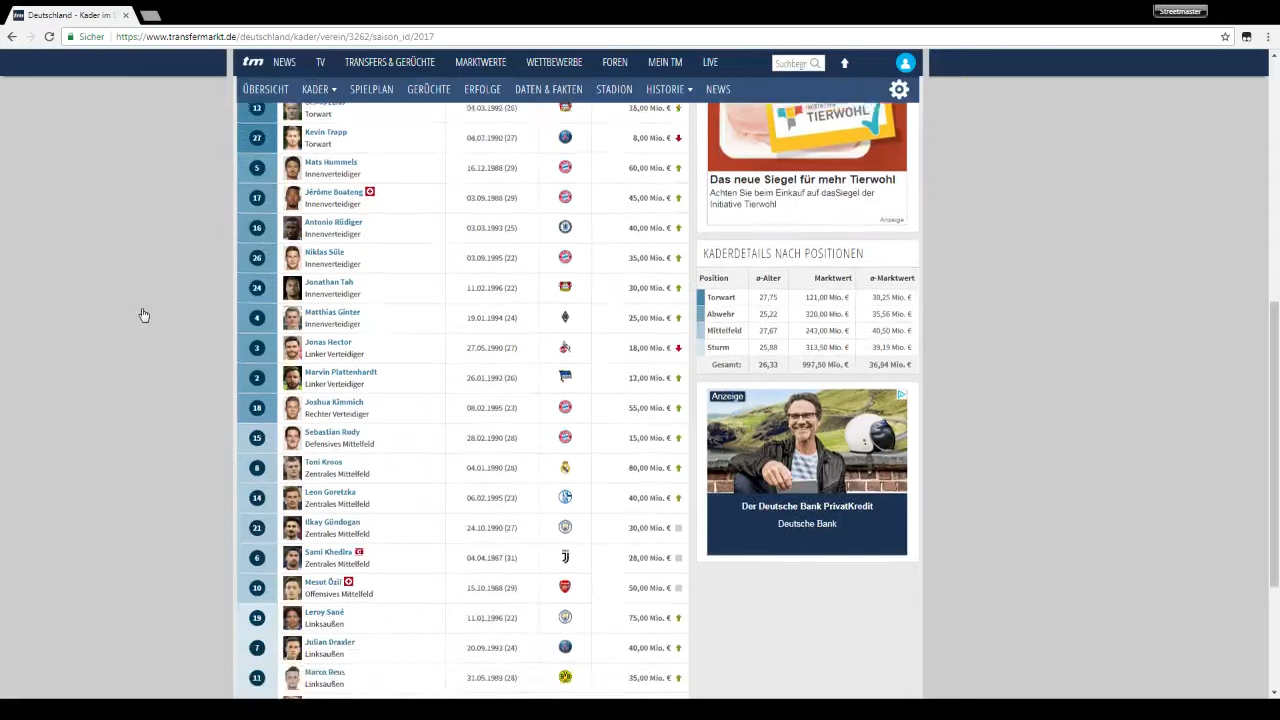 Streetmaster
tm Deutschland - Kader im
Sicher https://www.transfermarkt.de/deutschland/kader/verein/3262/saison_id/2017
tm NEWS TV TRANSFERS & GERÜCHTE MARKTWERTE WETTBEWERBE FOREN MEIN TM LIVE Suchbegr
ÜBERSICHT KADER SPIELPLAN GERÜCHTE ERFOLGE DATEN & FAKTEN STADION HISTORIE NEWS
12 04.03.1992 (26) 38,00 Mio. €
Torwart
27 Kevin Trapp 04.07.1990 (27) 8,00 Mio. €
Torwart
5 Mats Hummels 16.12.1988 (29) 60,00 Mio. €
Innenverteidiger
17 Jérôme Boateng 03.09.1988 (29) 45,00 Mio. €
Innenverteidiger
16 Antonio Rüdiger 03.03.1993 (25) 40,00 Mio. €
Innenverteidiger
26 Niklas Süle 03.09.1995 (22) 35,00 Mio. €
Innenverteidiger
24 Jonathan Tah 11.02.1996 (22) 30,00 Mio. €
Innenverteidiger
4 Matthias Ginter 19.01.1994 (24) 25,00 Mio. €
Innenverteidiger
3 Jonas Hector 27.05.1990 (27) 18,00 Mio. €
Linker Verteidiger
2 Marvin Plattenhardt 26.01.1992 (26) 12,00 Mio. €
Linker Verteidiger
18 Joshua Kimmich 08.02.1995 (23) 55,00 Mio. €
Rechter Verteidiger
15 Sebastian Rudy 28.02.1990 (28) 15,00 Mio. €
Defensives Mittelfeld
8 Toni Kroos 04.01.1990 (28) 80,00 Mio. €
Zentrales Mittelfeld
14 Leon Goretzka 06.02.1995 (23) 40,00 Mio. €
Zentrales Mittelfeld
21 Ilkay Gündogan 24.10.1990 (27) 30,00 Mio. €
Zentrales Mittelfeld
6 Sami Khedira 04.04.1987 (31) 28,00 Mio. €
Zentrales Mittelfeld
10 Mesut Özil 15.10.1988 (29) 50,00 Mio. €
Offensives Mittelfeld
19 Leroy Sané 11.01.1996 (22) 75,00 Mio. €
Linksaußen
7 Julian Draxler 20.09.1993 (24) 40,00 Mio. €
Linksaußen
11 Marco Reus 31.05.1989 (28) 35,00 Mio. €
Linksaußen
INITIATIVE
TIERWOHL
Das neue Siegel für mehr Tierwohl
Achten Sie beim Einkauf auf dasSiegel der
Initiative Tierwohl
Anzeige
KADERDETAILS NACH POSITIONEN
Position ø-Alter Marktwert ø-Marktwert
Torwart 27,75 121,00 Mio. € 30,25 Mio. €
Abwehr 25,22 320,00 Mio. € 35,56 Mio. €
Mittelfeld 27,67 243,00 Mio. € 40,50 Mio. €
Sturm 25,88 313,50 Mio. € 39,19 Mio. €
Gesamt: 26,33 997,50 Mio. € 36,94 Mio. €
Anzeige
Der Deutsche Bank PrivatKredit
Deutsche Bank